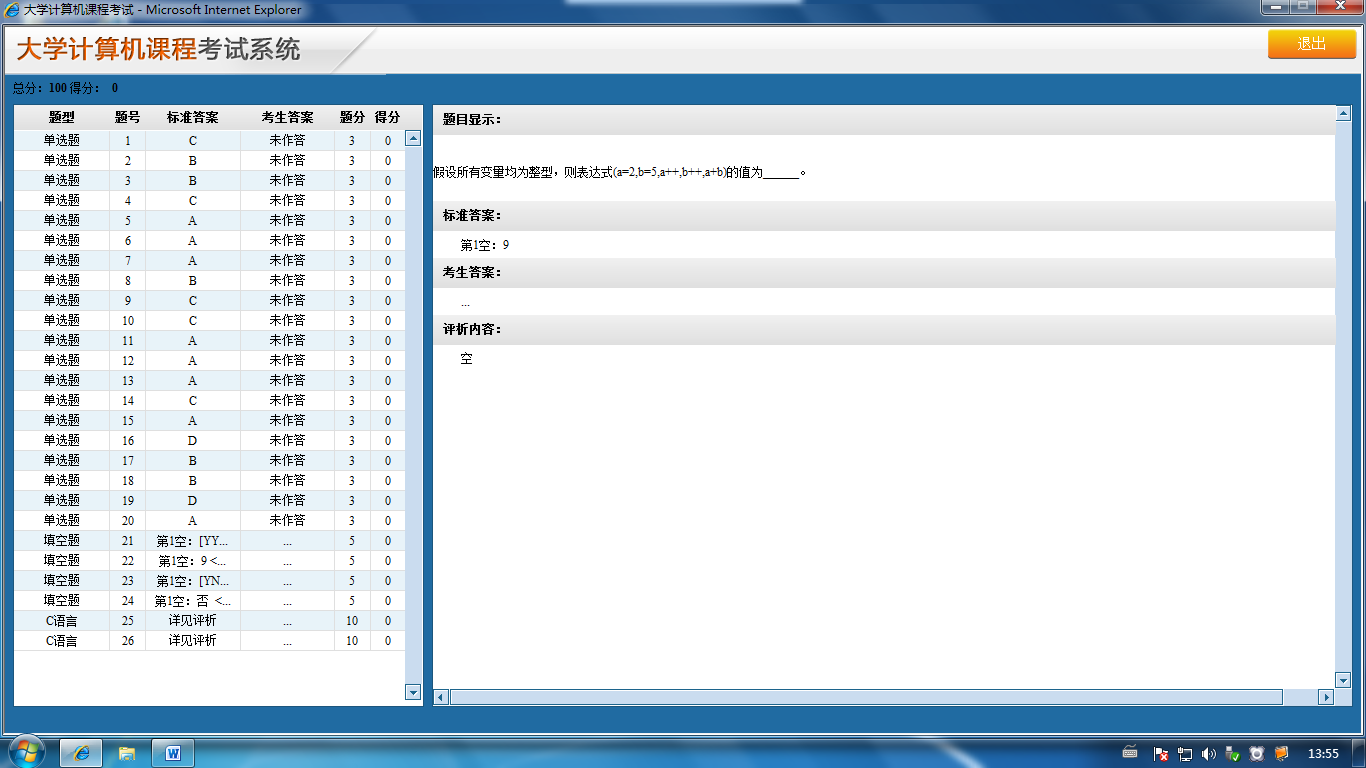 大学计算机课程考试 - Microsoft Internet Explorer
大学计算机课程考试系统
退出
总分：100 得分： 0
题型 题号 标准答案 考生答案 题分 得分
单选题 1 C 未作答 3 0
单选题 2 B 未作答 3 0
单选题 3 B 未作答 3 0
单选题 4 C 未作答 3 0
单选题 5 A 未作答 3 0
单选题 6 A 未作答 3 0
单选题 7 A 未作答 3 0
单选题 8 B 未作答 3 0
单选题 9 C 未作答 3 0
单选题 10 C 未作答 3 0
单选题 11 A 未作答 3 0
单选题 12 A 未作答 3 0
单选题 13 A 未作答 3 0
单选题 14 C 未作答 3 0
单选题 15 A 未作答 3 0
单选题 16 D 未作答 3 0
单选题 17 B 未作答 3 0
单选题 18 B 未作答 3 0
单选题 19 D 未作答 3 0
单选题 20 A 未作答 3 0
填空题 21 第1空：[YY... ... 5 0
填空题 22 第1空：9 <... ... 5 0
填空题 23 第1空：[YN... ... 5 0
填空题 24 第1空：否 <... ... 5 0
C语言 25 详见评析 ... 10 0
C语言 26 详见评析 ... 10 0
题目显示：
假设所有变量均为整型，则表达式(a=2,b=5,a++,b++,a+b)的值为______。
标准答案：
第1空：9
考生答案：
...
评析内容：
空
13:55